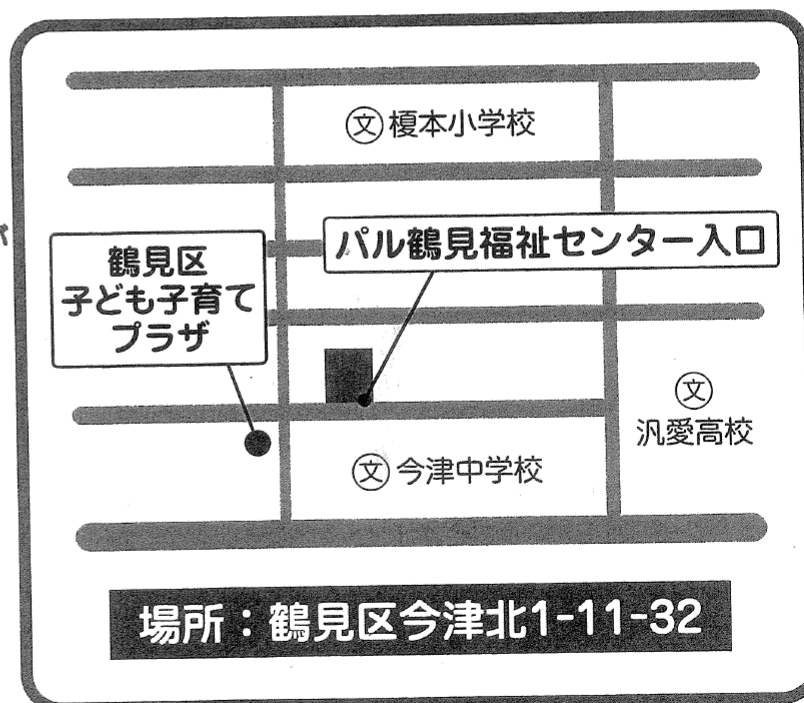 文 榎本小学校
パル鶴見福祉センター入口
鶴見区
子ども子育て
プラザ
文
汎愛高校
文 今津中学校
場所：鶴見区今津北1-11-32